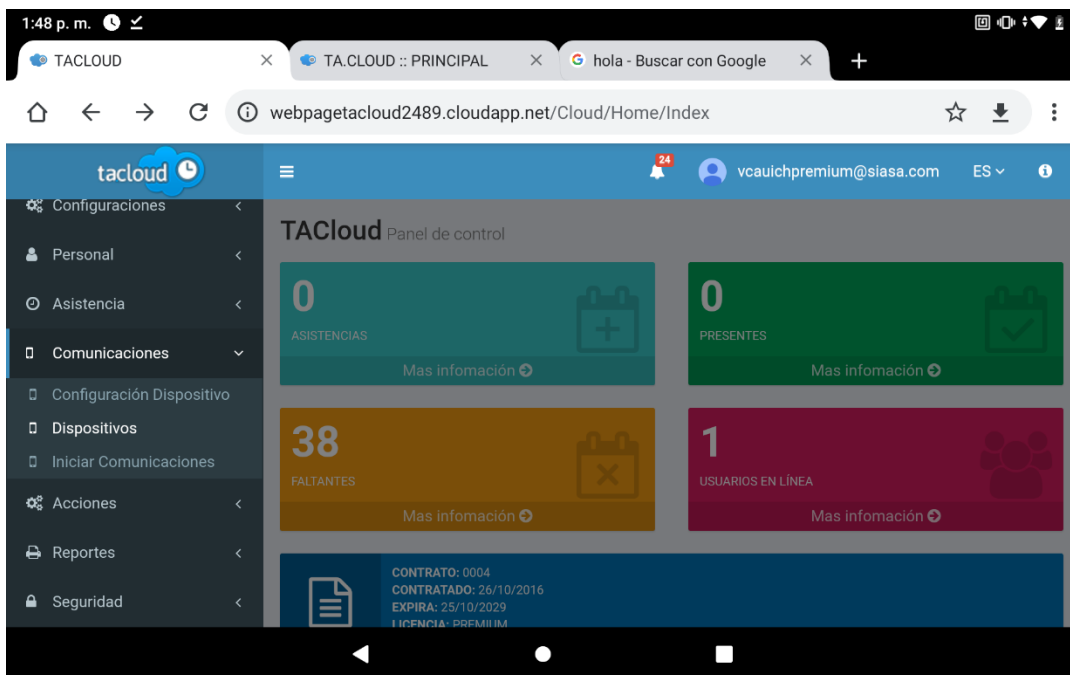 1:48 p. m.
TACLOUD
TA.CLOUD :: PRINCIPAL
hola - Buscar con Google
webpagetacloud2489.cloudapp.net/Cloud/Home/Index
tacloud
24
vcauichpremium@siasa.com
ES
Configuraciones
Personal
Asistencia
Comunicaciones
Configuración Dispositivo
Dispositivos
Iniciar Comunicaciones
Acciones
Reportes
Seguridad
TACloud Panel de control
0
ASISTENCIAS
Mas infomación
0
PRESENTES
Mas infomación
38
FALTANTES
Mas infomación
1
USUARIOS EN LÍNEA
Mas infomación
CONTRATO: 0004
CONTRATADO: 26/10/2016
EXPIRA: 25/10/2029
LICENCIA: PREMIUM